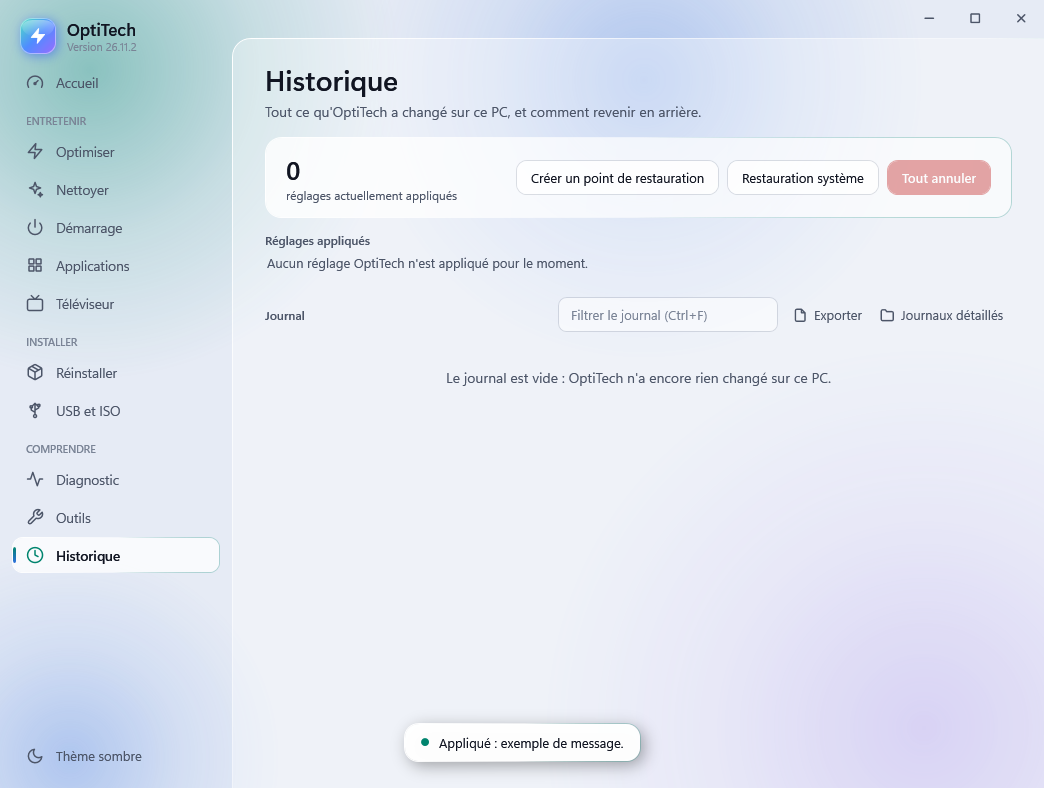 OptiTech
Version 26.11.2
Accueil
ENTRETENIR
Optimiser
Nettoyer
Démarrage
Applications
Téléviseur
INSTALLER
Réinstaller
USB et ISO
COMPRENDRE
Diagnostic
Outils
Historique
Thème sombre
Historique
Tout ce qu'OptiTech a changé sur ce PC, et comment revenir en arrière.
0
réglages actuellement appliqués
Créer un point de restauration
Restauration système
Tout annuler
Réglages appliqués
Aucun réglage OptiTech n'est appliqué pour le moment.
Journal
Filtrer le journal (Ctrl+F)
Exporter
Journaux détaillés
Le journal est vide : OptiTech n'a encore rien changé sur ce PC.
Appliqué : exemple de message.